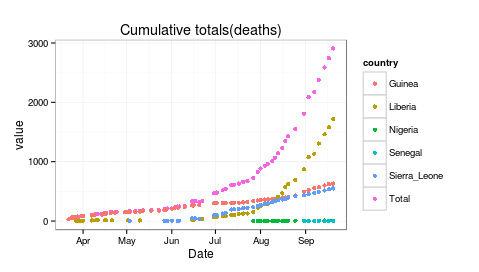 Cumulative totals(deaths)
3000
2000
1000
0
value
Apr May Jun Jul Aug Sep
Date
country
Guinea
Liberia
Nigeria
Senegal
Sierra_Leone
Total